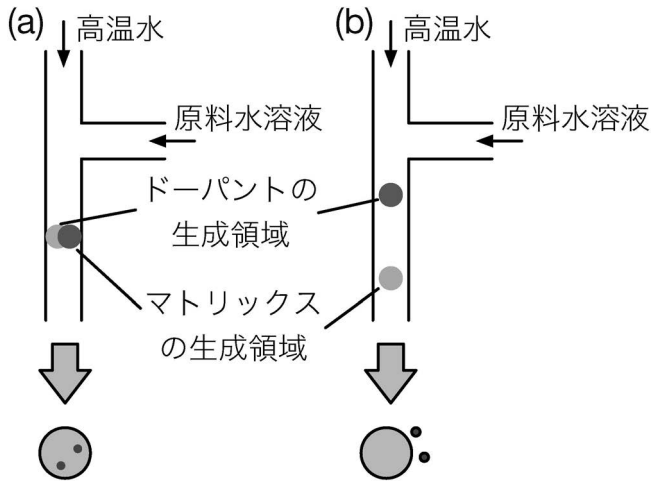 (a)
高温水
原料水溶液
(b)
高温水
原料水溶液
ドーパントの
生成領域
マトリックス
の生成領域